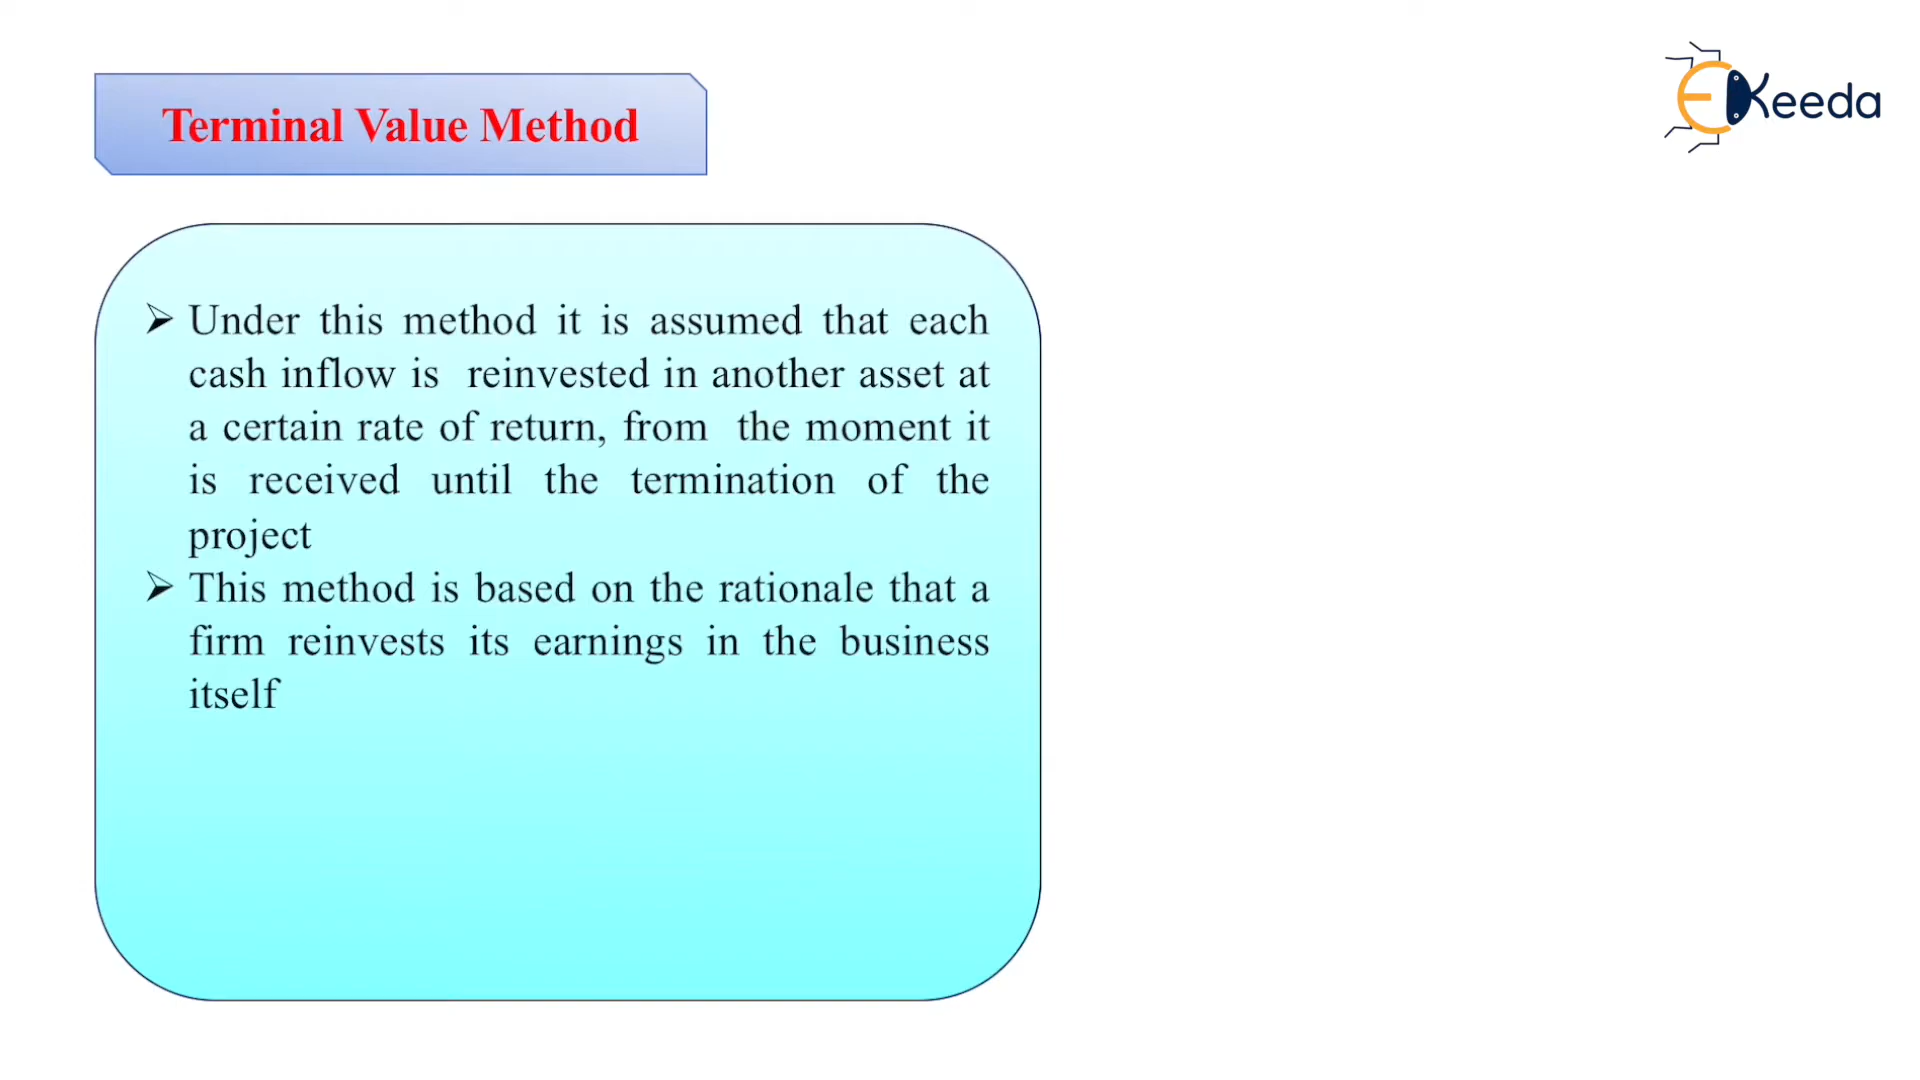 Terminal Value Method
EKeeda
➢ Under this method it is assumed that each
cash inflow is reinvested in another asset at
a certain rate of return, from the moment it
is received until the termination of the
project
➢ This method is based on the rationale that a
firm reinvests its earnings in the business
itself